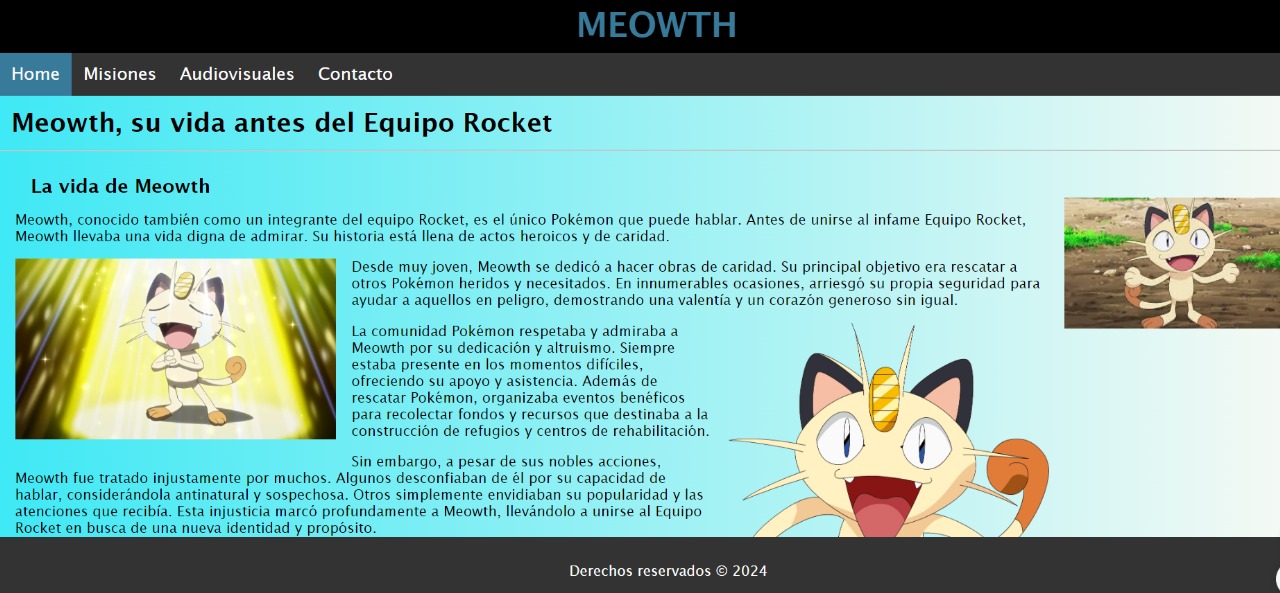 MEOWTH
Home Misiones Audiovisuales Contacto
Meowth, su vida antes del Equipo Rocket
La vida de Meowth
Meowth, conocido también como un integrante del equipo Rocket, es el único Pokémon que puede hablar. Antes de unirse al infame Equipo Rocket,
Meowth llevaba una vida digna de admirar. Su historia está llena de actos heroicos y de caridad.
Desde muy joven, Meowth se dedicó a hacer obras de caridad. Su principal objetivo era rescatar a
otros Pokémon heridos y necesitados. En innumerables ocasiones, arriesgó su propia seguridad para
ayudar a aquellos en peligro, demostrando una valentía y un corazón generoso sin igual.
La comunidad Pokémon respetaba y admiraba a
Meowth por su dedicación y altruismo. Siempre
estaba presente en los momentos difíciles,
ofreciendo su apoyo y asistencia. Además de
rescatar Pokémon, organizaba eventos benéficos
para recolectar fondos y recursos que destinaba a la
construcción de refugios y centros de rehabilitación.
Sin embargo, a pesar de sus nobles acciones,
Meowth fue tratado injustamente por muchos. Algunos desconfiaban de él por su capacidad de
hablar, considerándola antinatural y sospechosa. Otros simplemente envidiaban su popularidad y las
atenciones que recibía. Esta injusticia marcó profundamente a Meowth, llevándolo a unirse al Equipo
Rocket en busca de una nueva identidad y propósito.
Derechos reservados © 2024